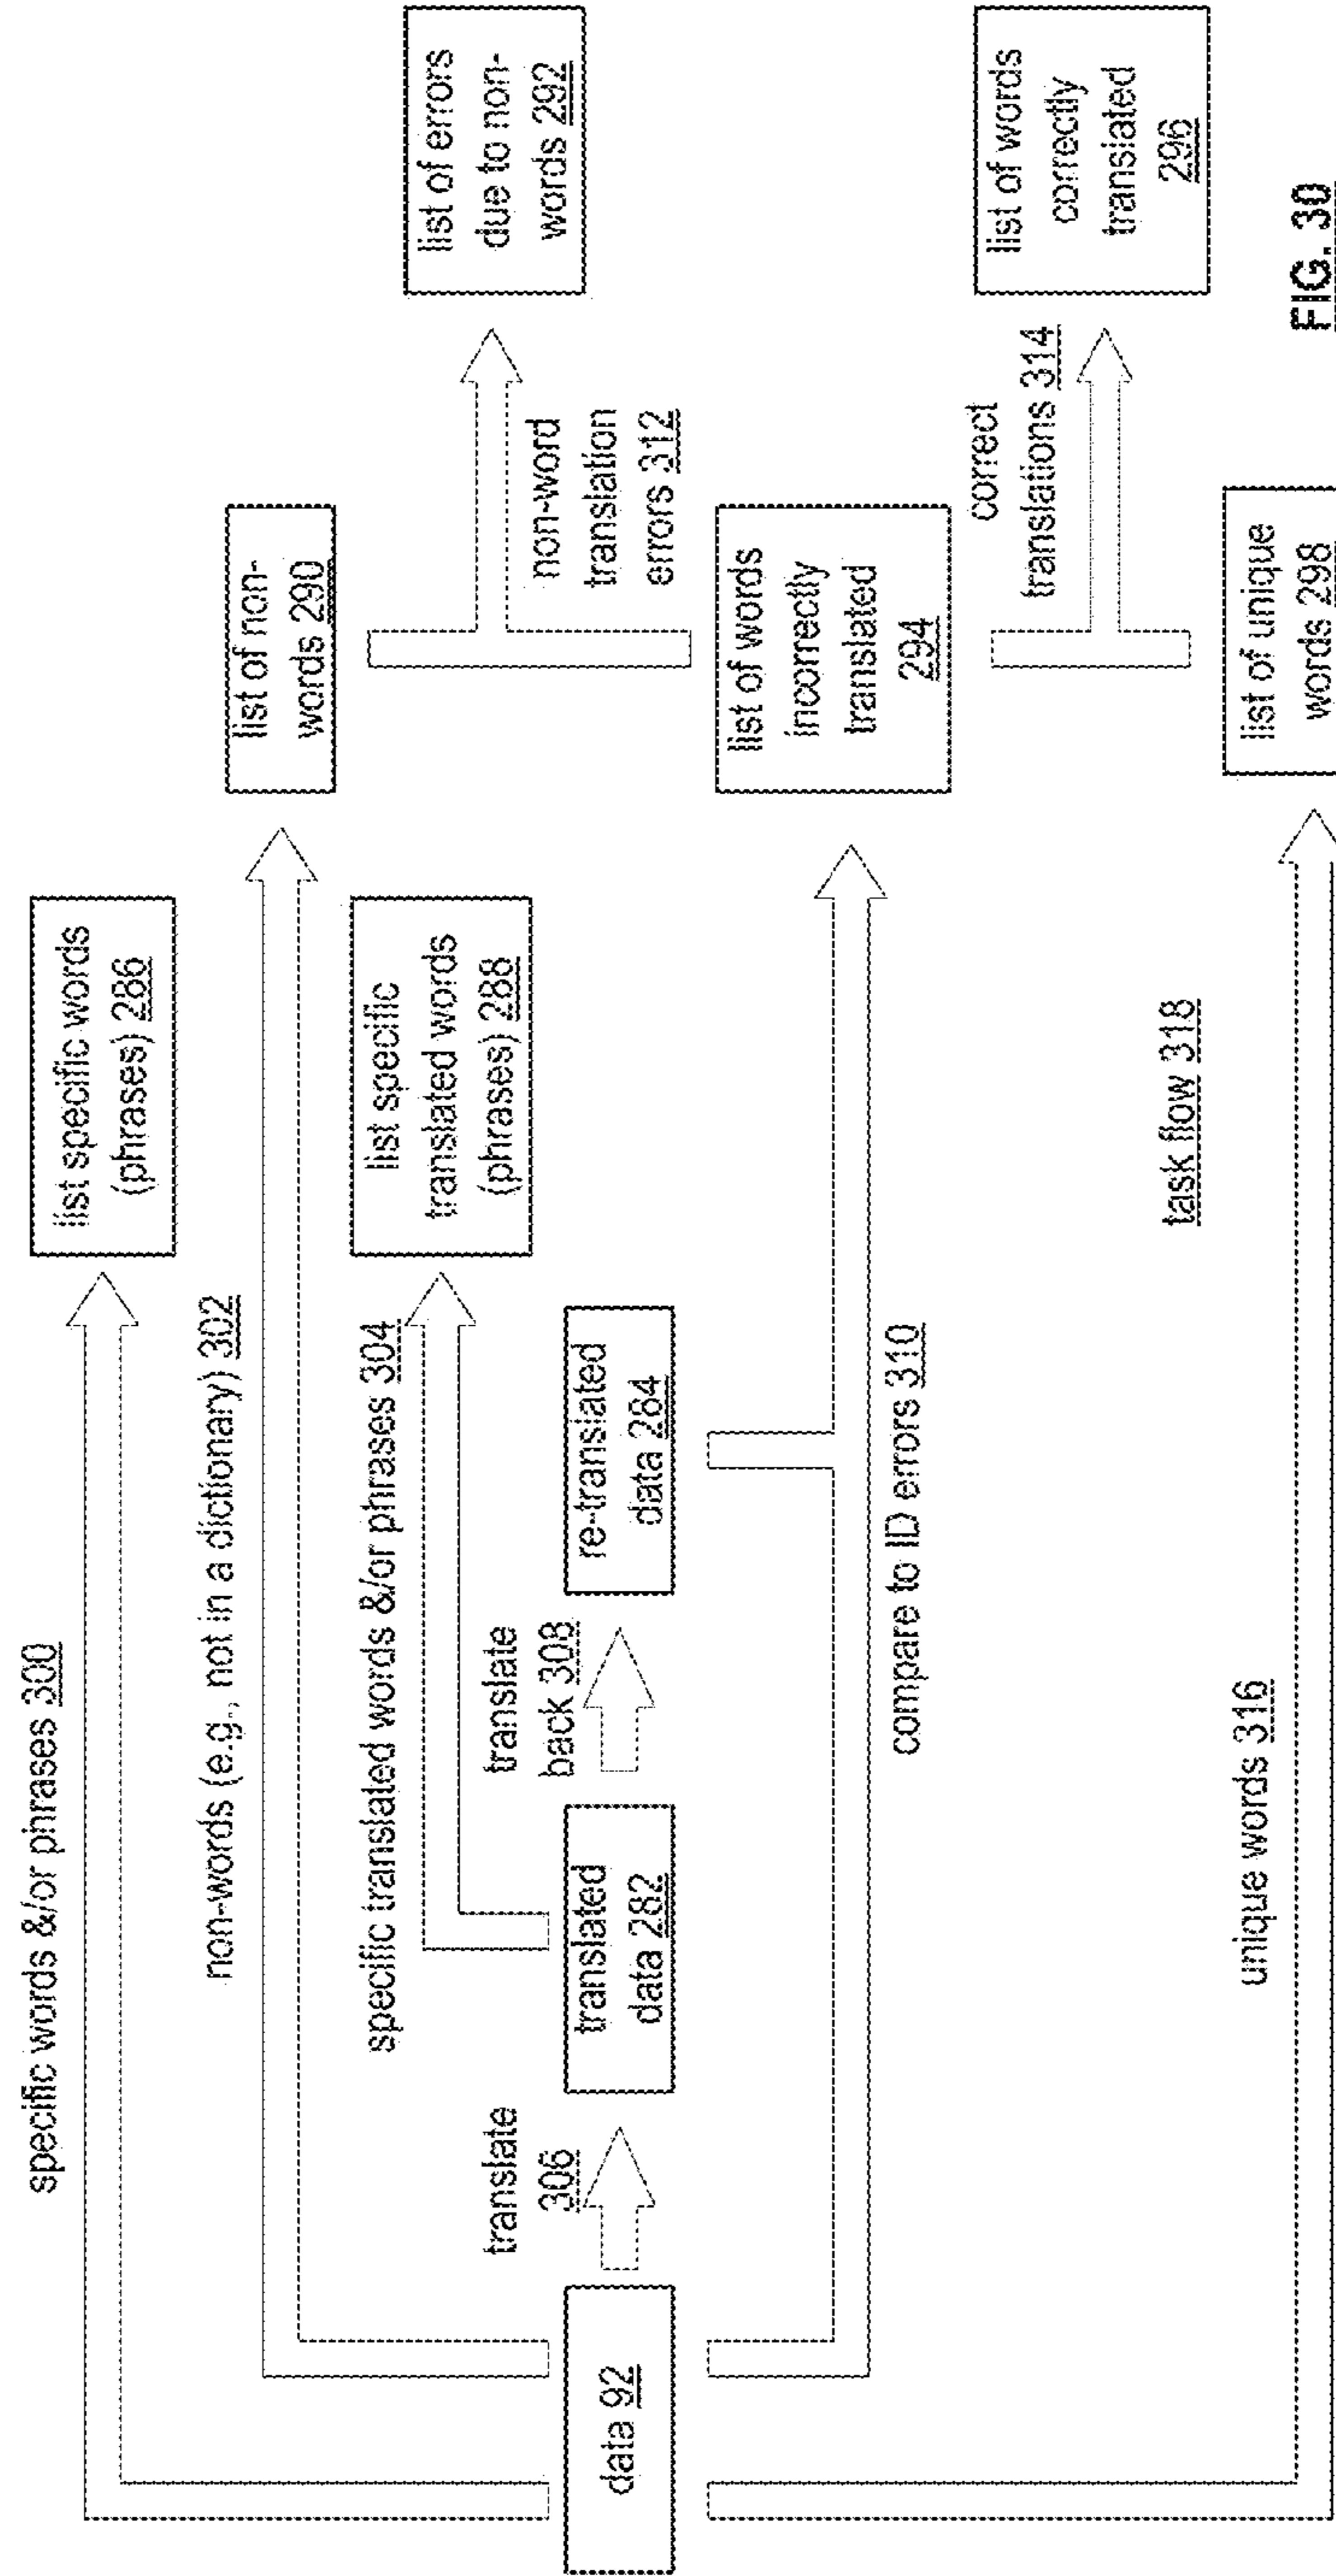 specific words &/or phrases 300
list specific words
(phrases) 286
non-words (e.g., not in a dictionary) 302
list of non-
words 290
specific translated words &/or phrases 304
list specific
translated words
(phrases) 288
list of errors
due to non-
words 292
non-word
translation
errors 312
translate
306
translate
back 308
data 92
translated
data 282
re-translated
data 284
compare to ID errors 310
list of words
incorrectly
translated
294
correct
translations 314
list of words
correctly
translated
296
task flow 318
unique words 316
list of unique
words 298
FIG. 30